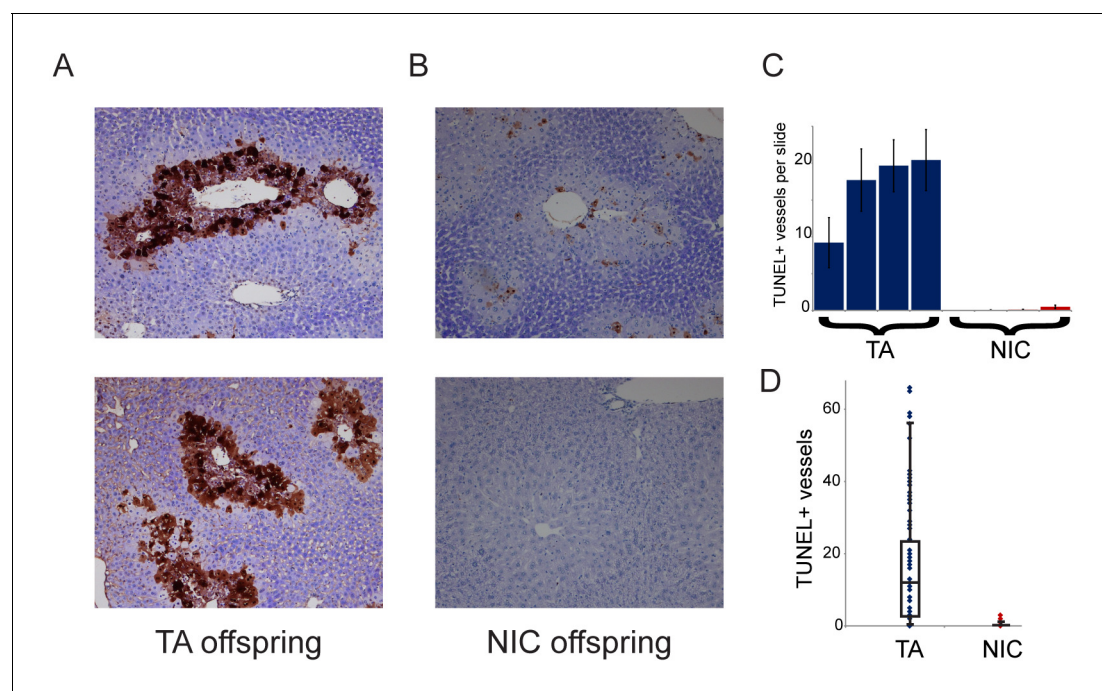 A
B
C
TUNEL+ vessels per slide
20
10
0
TA
NIC
D
TUNEL+ vessels
60
40
20
0
TA
NIC
TA offspring
NIC offspring